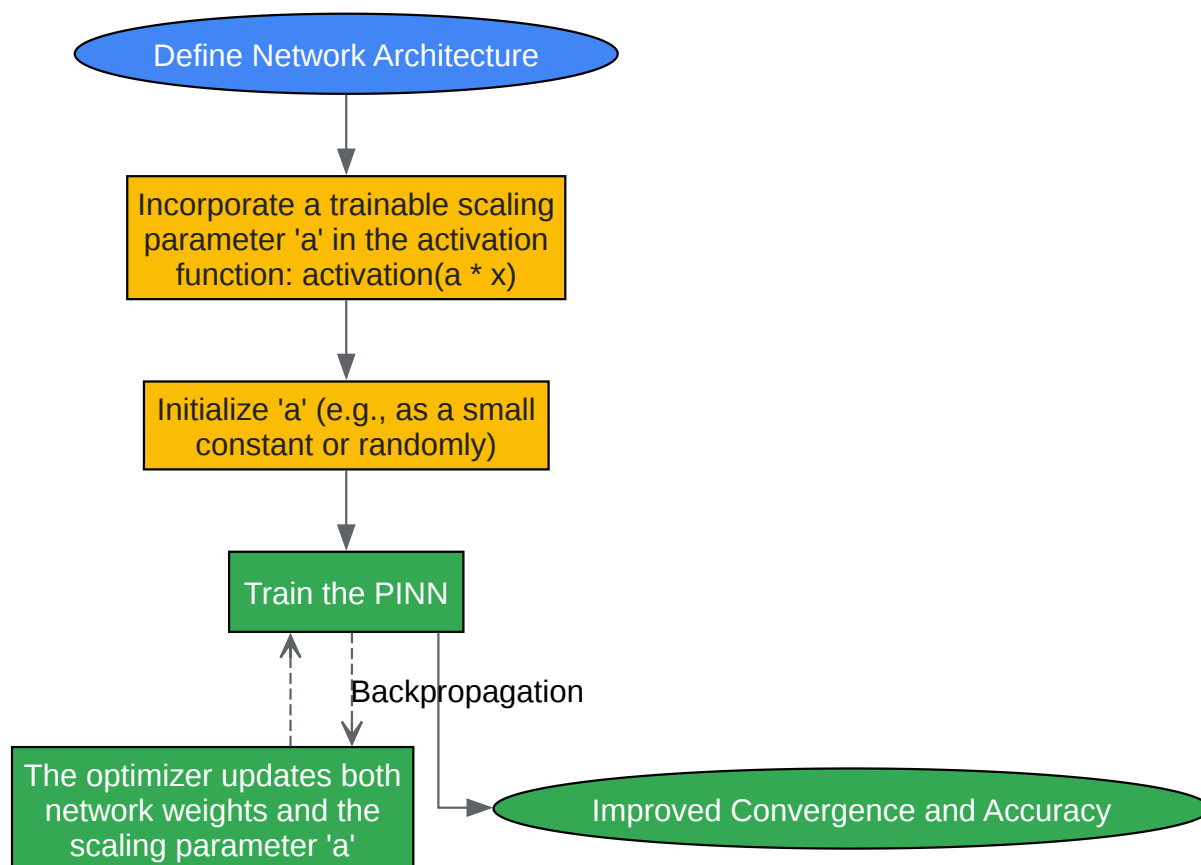 Define Network Architecture
Incorporate a trainable scaling
parameter 'a' in the activation
function: activation(a * x)
Initialize 'a' (e.g., as a small
constant or randomly)
Train the PINN
Backpropagation
The optimizer updates both
network weights and the
scaling parameter 'a'
Improved Convergence and Accuracy